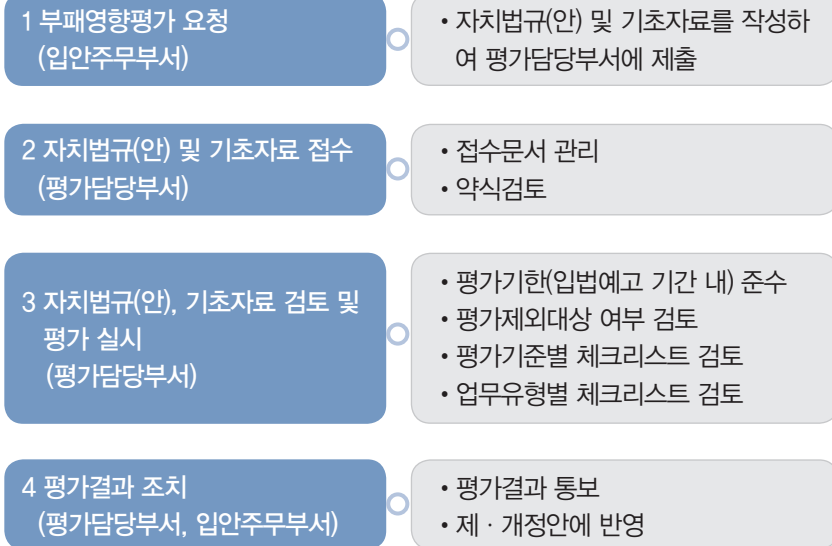 1 부패영향평가 요청
(입안주무부서)
• 자치법규(안) 및 기초자료를 작성하
여 평가담당부서에 제출
2 자치법규(안) 및 기초자료 접수
(평가담당부서)
• 접수문서 관리
• 약식검토
3 자치법규(안), 기초자료 검토 및
평가 실시
(평가담당부서)
• 평가기한(입법예고 기간 내) 준수
• 평가제외대상 여부 검토
• 평가기준별 체크리스트 검토
• 업무유형별 체크리스트 검토
4 평가결과 조치
(평가담당부서, 입안주무부서)
• 평가결과 통보
• 제 · 개정안에 반영